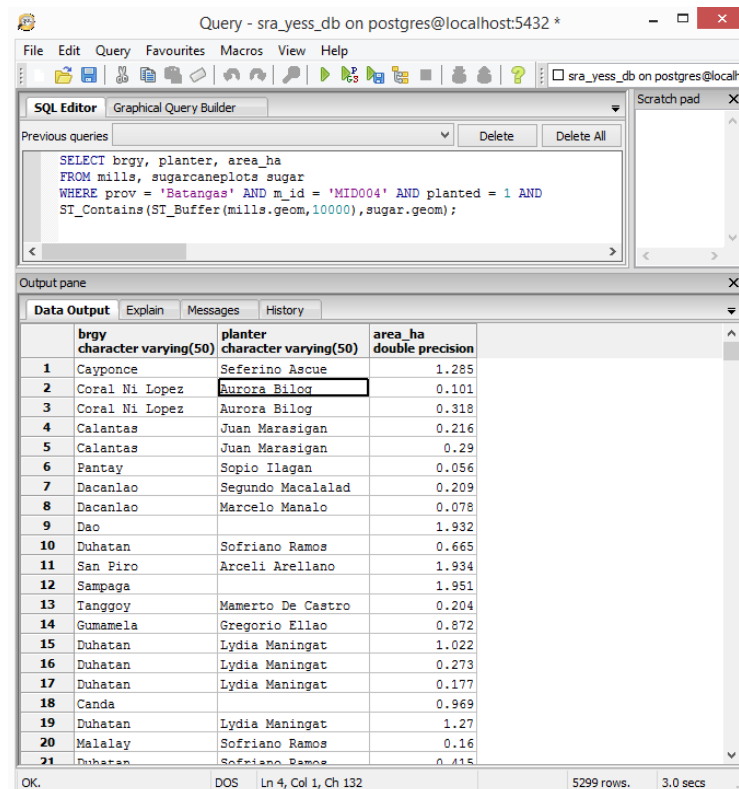 Query - sra_yess_db on postgres@localhost:5432 *
File Edit Query Favourites Macros View Help
sra_yess_db on postgres@localh
SQL Editor Graphical Query Builder
Scratch pad
Previous queries Delete Delete All
SELECT brgy, planter, area_ha
FROM mills, sugarcaneplots sugar
WHERE prov = 'Batangas' AND m_id = 'MID004' AND planted = 1 AND
ST_Contains(ST_Buffer(mills.geom,10000),sugar.geom);
Output pane
Data Output Explain Messages History
brgy planter area_ha
character varying(50) character varying(50) double precision
1 Cayponce Seferino Ascue 1.285
2 Coral Ni Lopez Aurora Bilog 0.101
3 Coral Ni Lopez Aurora Bilog 0.318
4 Calantas Juan Marasigan 0.216
5 Calantas Juan Marasigan 0.29
6 Pantay Sopio Ilagan 0.056
7 Dacanlao Segundo Macalalad 0.209
8 Dacanlao Marcelo Manalo 0.078
9 Dao 1.932
10 Duhatan Sofriano Ramos 0.665
11 San Piro Arceli Arellano 1.934
12 Sampaga 1.951
13 Tanggoy Mamerto De Castro 0.204
14 Gumamela Gregorio Ellao 0.872
15 Duhatan Lydia Maningat 1.022
16 Duhatan Lydia Maningat 0.273
17 Duhatan Lydia Maningat 0.177
18 Canda 0.969
19 Duhatan Lydia Maningat 1.27
20 Malalay Sofriano Ramos 0.16
21 Duhatan Sofriano Ramos 0.415
OK. DOS Ln 4, Col 1, Ch 132 5299 rows. 3.0 secs